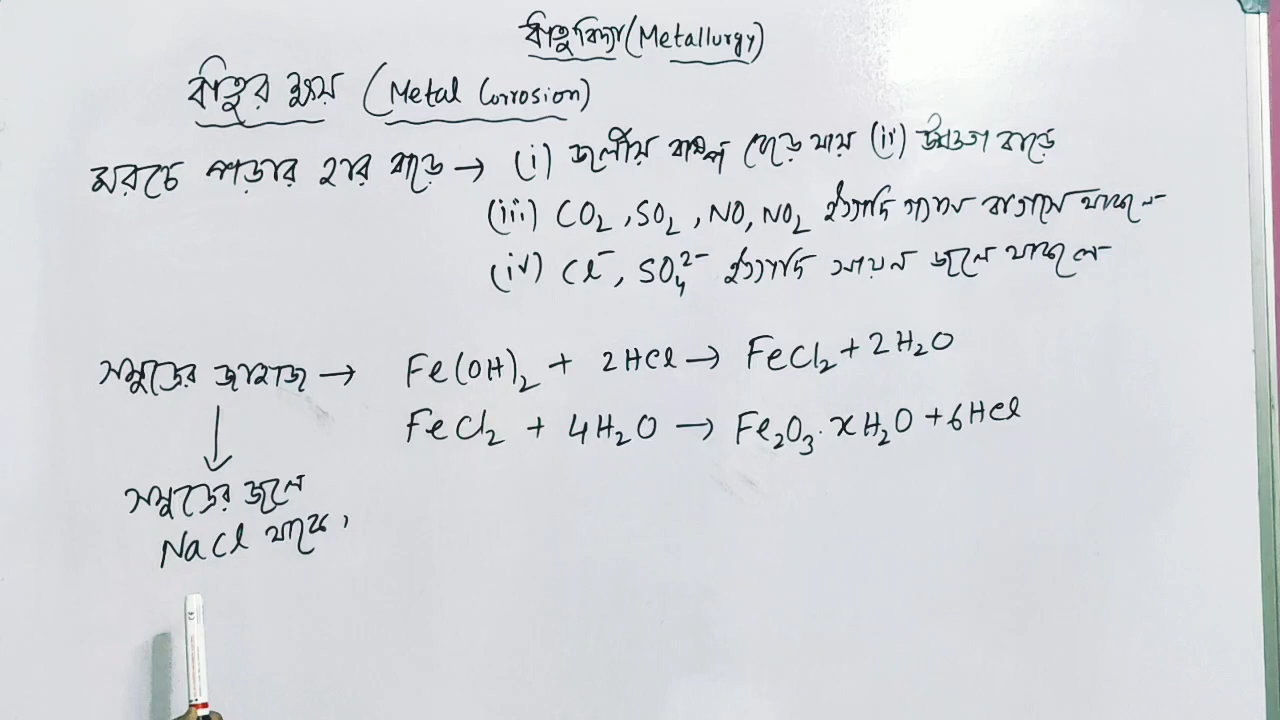 ধাতুবিদ্যা (Metallurgy)
ধাতুর ক্ষয় (Metal Corrosion)
মরচে পড়ার হার বাড়ে → (i) জলীয় বাষ্প বেড়ে যায় (ii) উষ্ণতা বাড়ে
(iii) CO₂, SO₂, NO, NO₂ ইত্যাদি গ্যাস বাতাসে থাকলে
(iv) Cl⁻, SO₄²⁻ ইত্যাদি আয়ন জলে থাকলে
সমুদ্রের জাহাজ → Fe(OH)₂ + 2HCl → FeCl₂ + 2H₂O
FeCl₂ + 4H₂O → Fe₂O₃·xH₂O + 6HCl
↓
সমুদ্রের জলে
NaCl থাকে,